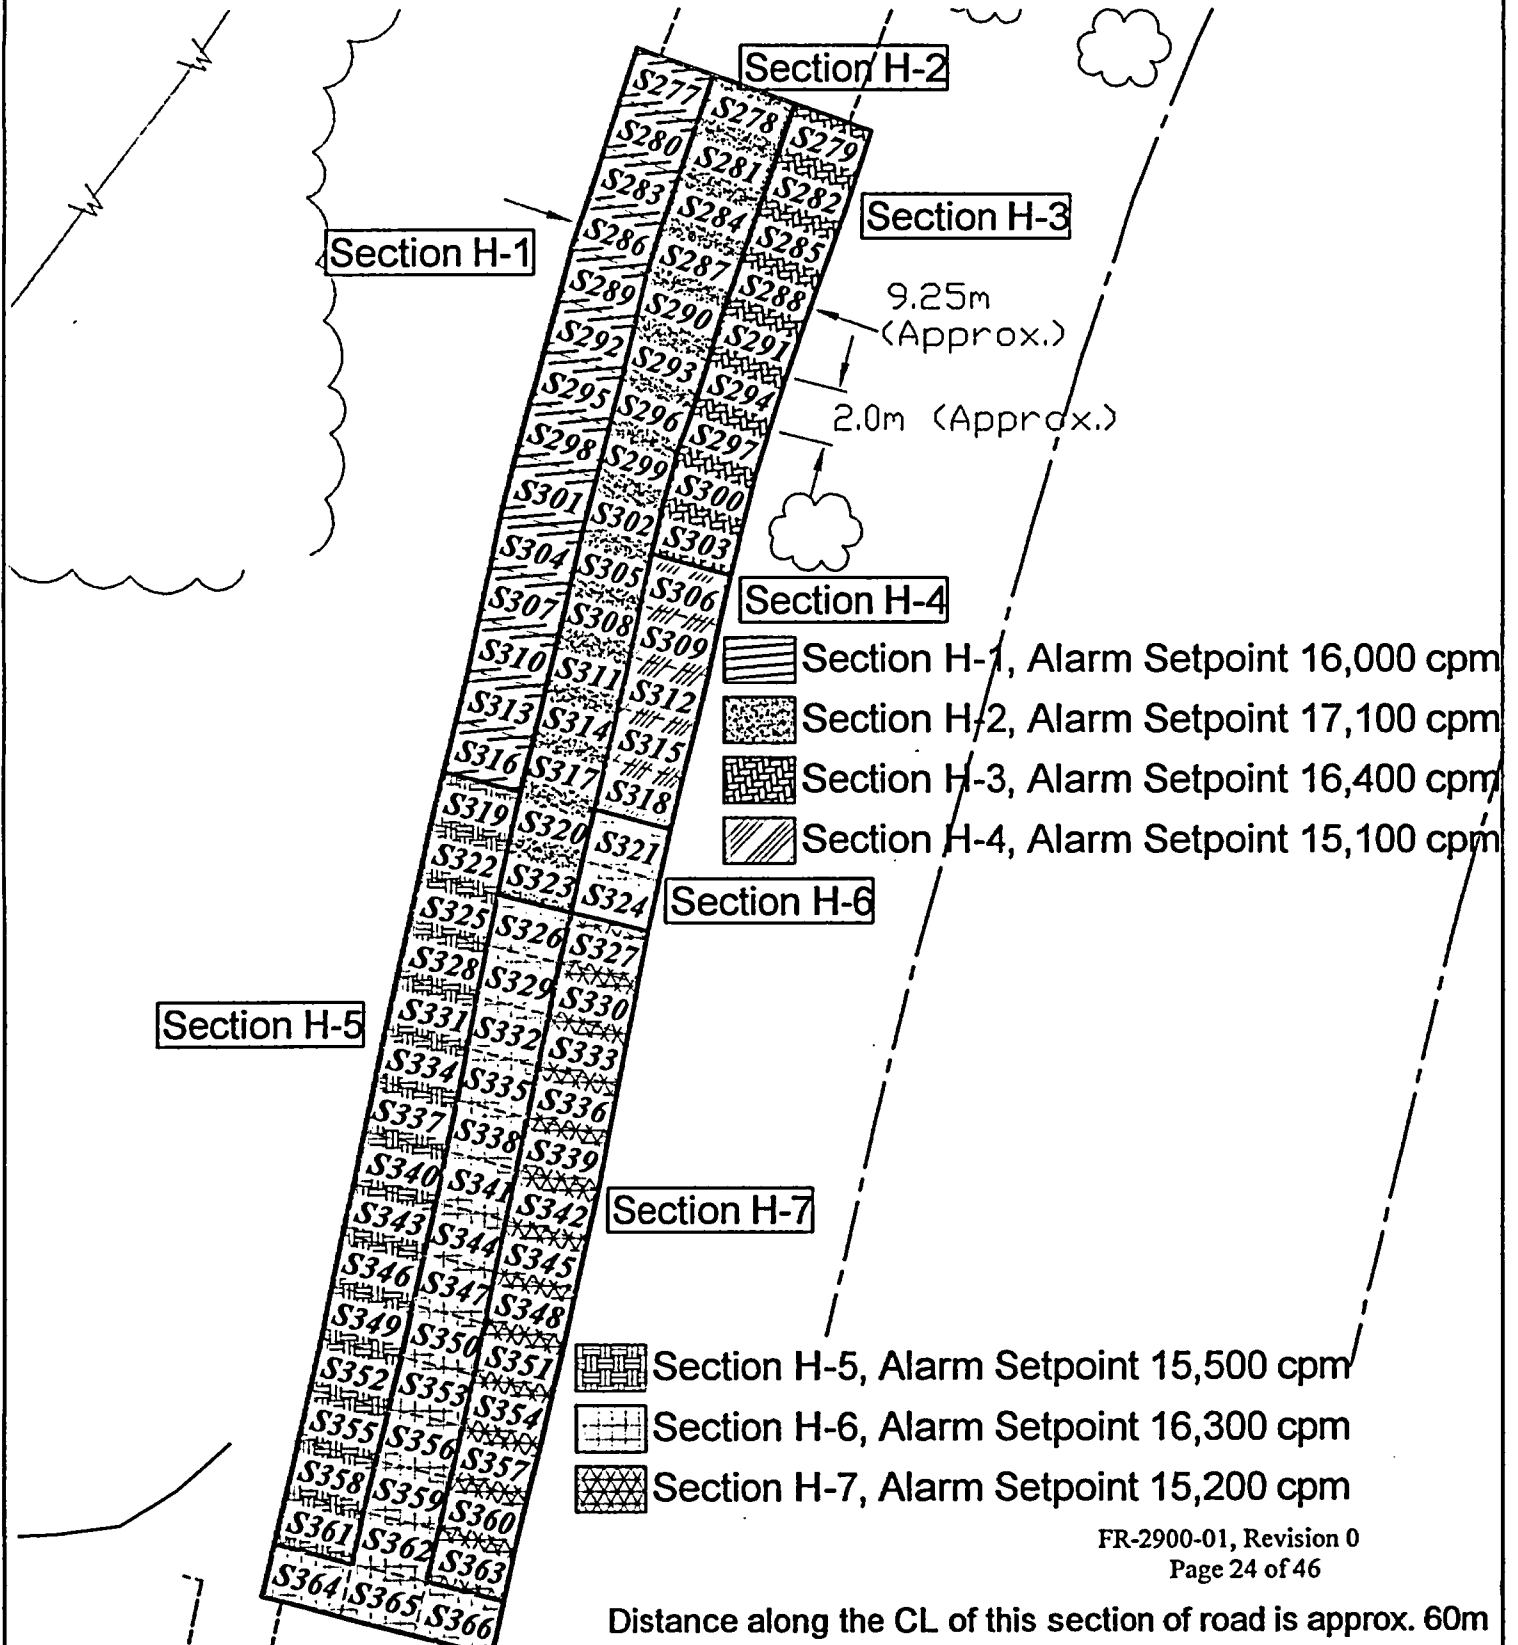 Section H-2
S277 S278 S279
S280 S281 S282
S283 S284 S285
Section H-3
Section H-1
S286 S287 S288
9.25m
(Approx.)
S289 S290 S291
S292 S293 S294
2.0m (Approx.)
S295 S296 S297
S298 S299 S300
S301 S302 S303
S304 S305 S306
Section H-4
S307 S308 S309
Section H-1, Alarm Setpoint 16,000 cpm
S310 S311 S312
Section H-2, Alarm Setpoint 17,100 cpm
S313 S314 S315
Section H-3, Alarm Setpoint 16,400 cpm
S316 S317 S318
Section H-4, Alarm Setpoint 15,100 cpm
S319 S320 S321
S322 S323 S324
Section H-6
S325 S326 S327
S328 S329 S330
Section H-5
S331 S332 S333
S334 S335 S336
S337 S338 S339
S340 S341 S342
Section H-7
S343 S344 S345
S346 S347 S348
S349 S350 S351
Section H-5, Alarm Setpoint 15,500 cpm
S352 S353 S354
Section H-6, Alarm Setpoint 16,300 cpm
S355 S356 S357
Section H-7, Alarm Setpoint 15,200 cpm
S358 S359 S360
S361 S362 S363
FR-2900-01, Revision 0
Page 24 of 46
S364 S365 S366
Distance along the CL of this section of road is approx. 60m